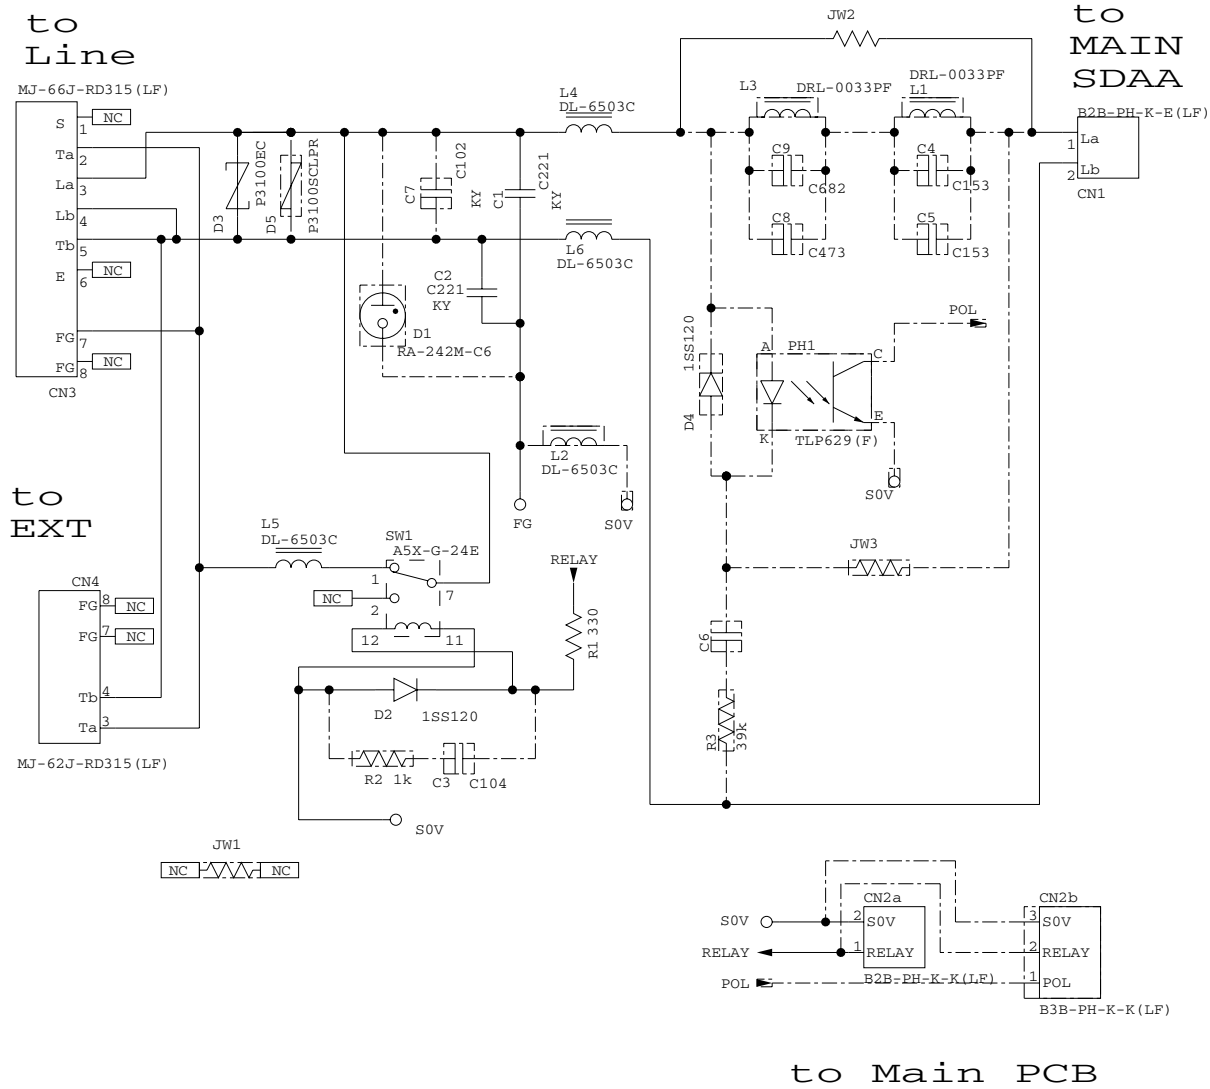 to
Line
to
MAIN
SDAA
JW2
MJ-66J-RD315(LF)
S
1
NC
Ta
2
La
3
Lb
4
Tb
5
E
6
NC
FG
7
FG
8
NC
CN3
D3
P3100EC
D5
P3100SCLPR
C7
C102
KY
C1
C221
KY
L4
DL-6503C
L6
DL-6503C
C2
C221
KY
D1
RA-242M-C6
L2
DL-6503C
FG
S0V
L3
DRL-0033PF
C9
C682
C8
C473
DRL-0033PF
L1
C4
C153
C5
C153
B2B-PH-K-E(LF)
La
1
Lb
2
CN1
POL
1SS120
D4
A
PH1
C
E
K
TLP629(F)
S0V
JW3
C6
R3
39k
to
EXT
L5
DL-6503C
SW1
A5X-G-24E
1
7
NC
2
12
11
RELAY
R1 330
CN4
FG
8
NC
FG
7
NC
Tb
4
Ta
3
MJ-62J-RD315(LF)
D2
1SS120
R2 1k
C3
C104
S0V
JW1
NC
NC
CN2a
CN2b
S0V
2
S0V
3
S0V
RELAY
1
RELAY
2
RELAY
POL
1
POL
B2B-PH-K-K(LF)
B3B-PH-K-K(LF)
to Main PCB